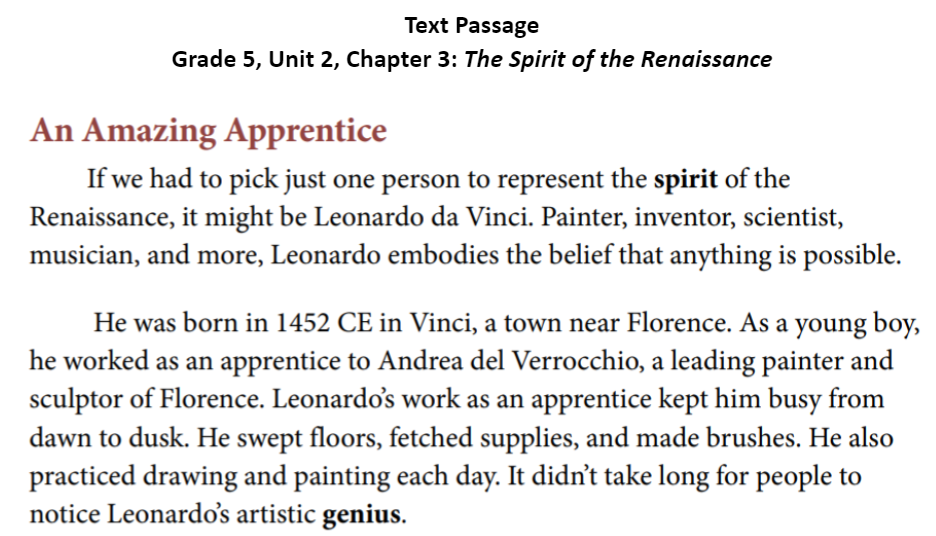 Text Passage
Grade 5, Unit 2, Chapter 3: The Spirit of the Renaissance
An Amazing Apprentice
If we had to pick just one person to represent the spirit of the
Renaissance, it might be Leonardo da Vinci. Painter, inventor, scientist,
musician, and more, Leonardo embodies the belief that anything is possible.
He was born in 1452 CE in Vinci, a town near Florence. As a young boy,
he worked as an apprentice to Andrea del Verrocchio, a leading painter and
sculptor of Florence. Leonardo’s work as an apprentice kept him busy from
dawn to dusk. He swept floors, fetched supplies, and made brushes. He also
practiced drawing and painting each day. It didn’t take long for people to
notice Leonardo’s artistic genius.